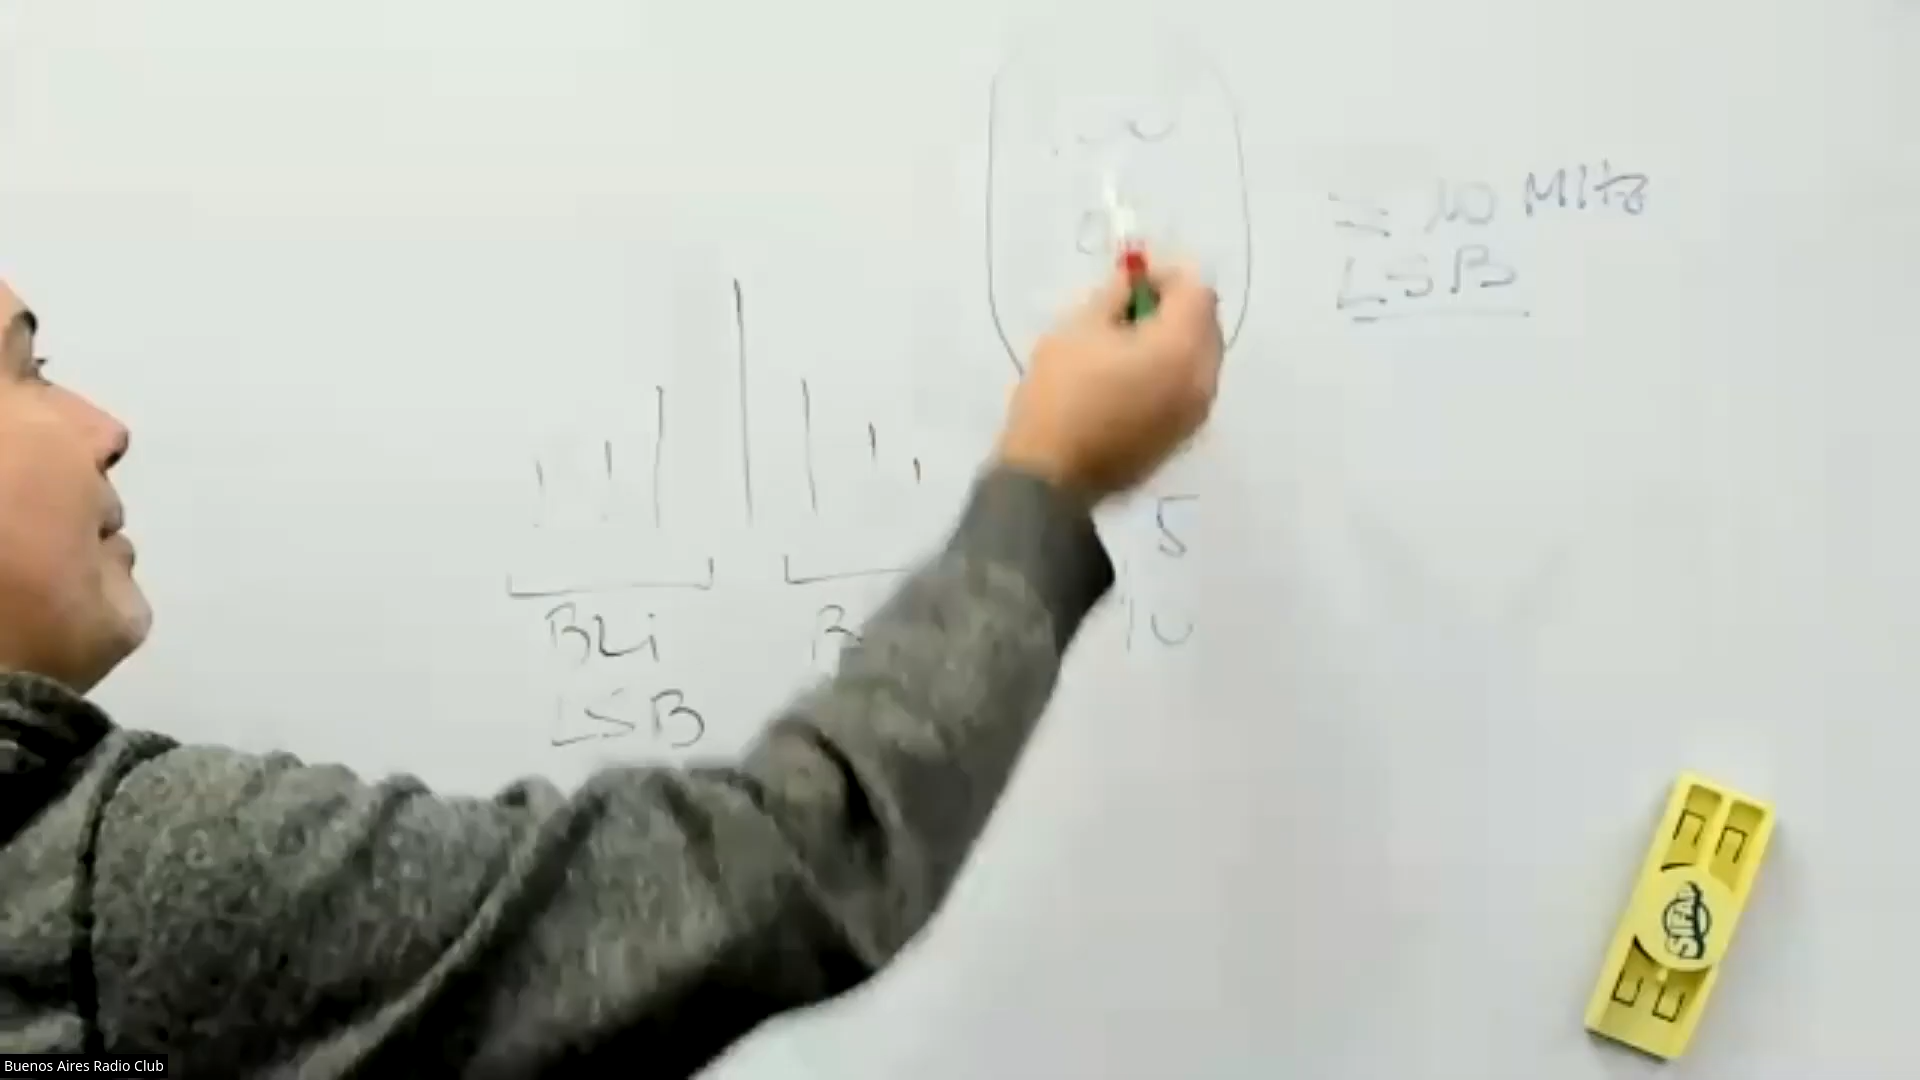 10 MHz
LSB
5
10
BLi
LSB
SIFAP
Buenos Aires Radio Club